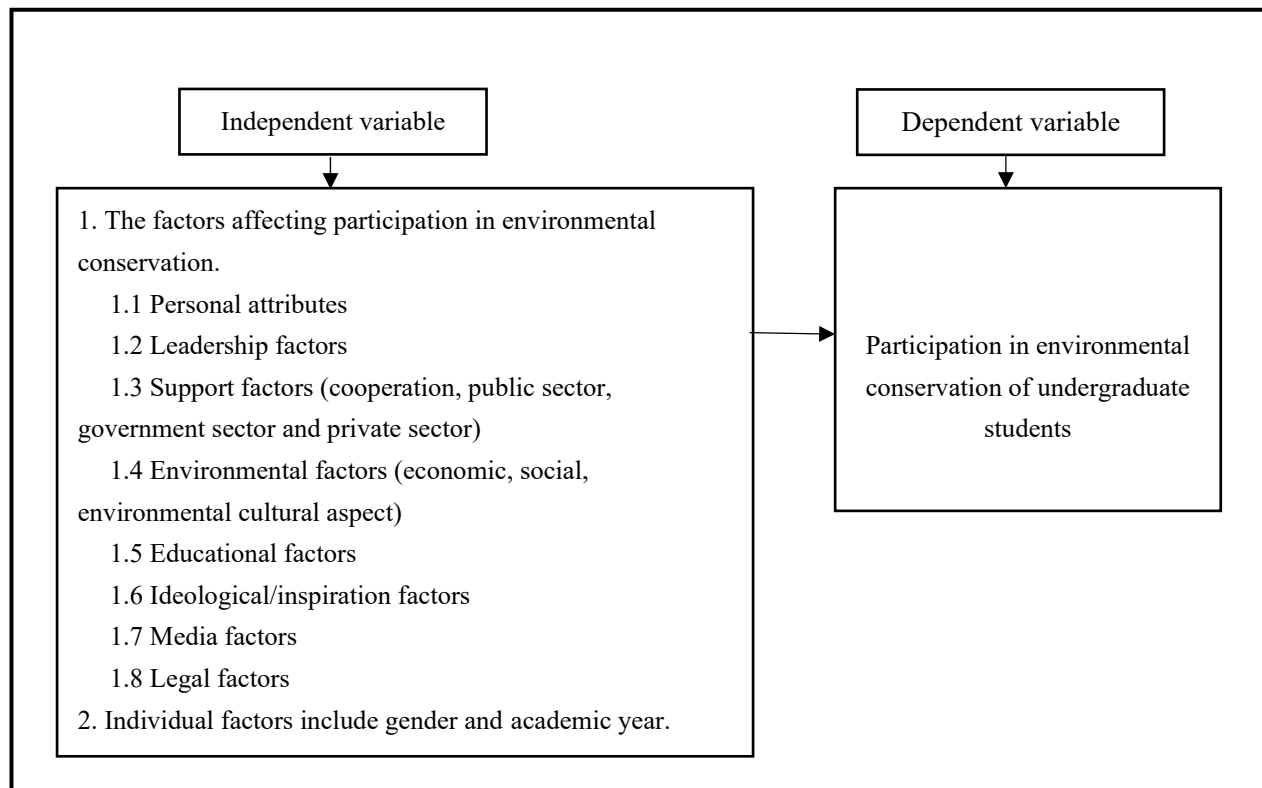 Independent variable
Dependent variable
1. The factors affecting participation in environmental
conservation.
1.1 Personal attributes
1.2 Leadership factors
1.3 Support factors (cooperation, public sector,
government sector and private sector)
1.4 Environmental factors (economic, social,
environmental cultural aspect)
1.5 Educational factors
1.6 Ideological/inspiration factors
1.7 Media factors
1.8 Legal factors
2. Individual factors include gender and academic year.
Participation in environmental
conservation of undergraduate
students